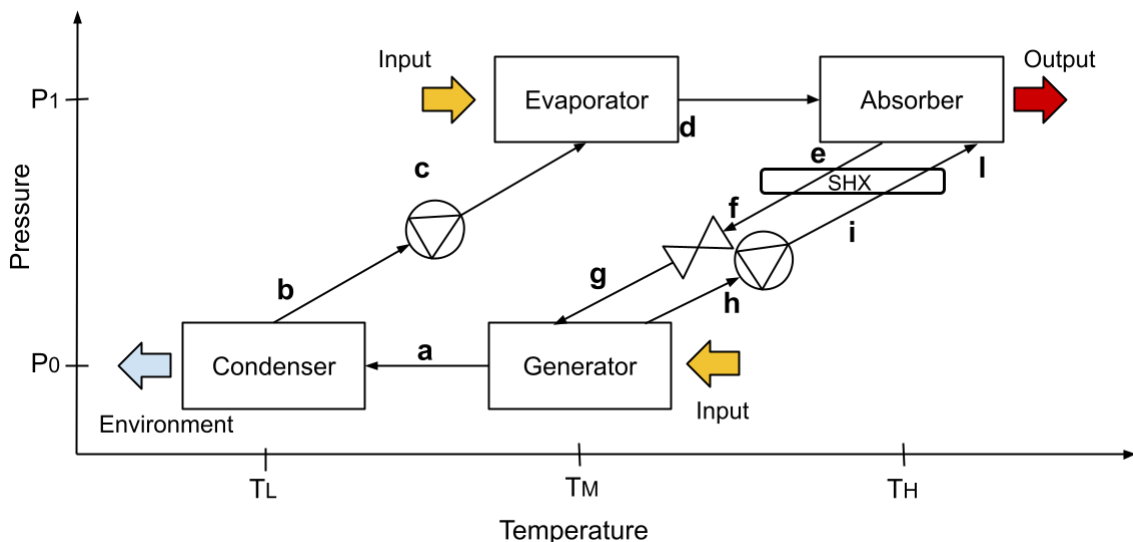 Input
Output
P1
Evaporator
Absorber
d
e
c
SHX
l
f
i
Pressure
g
b
h
P0
Condenser
a
Generator
Environment
Input
TL
TM
TH
Temperature